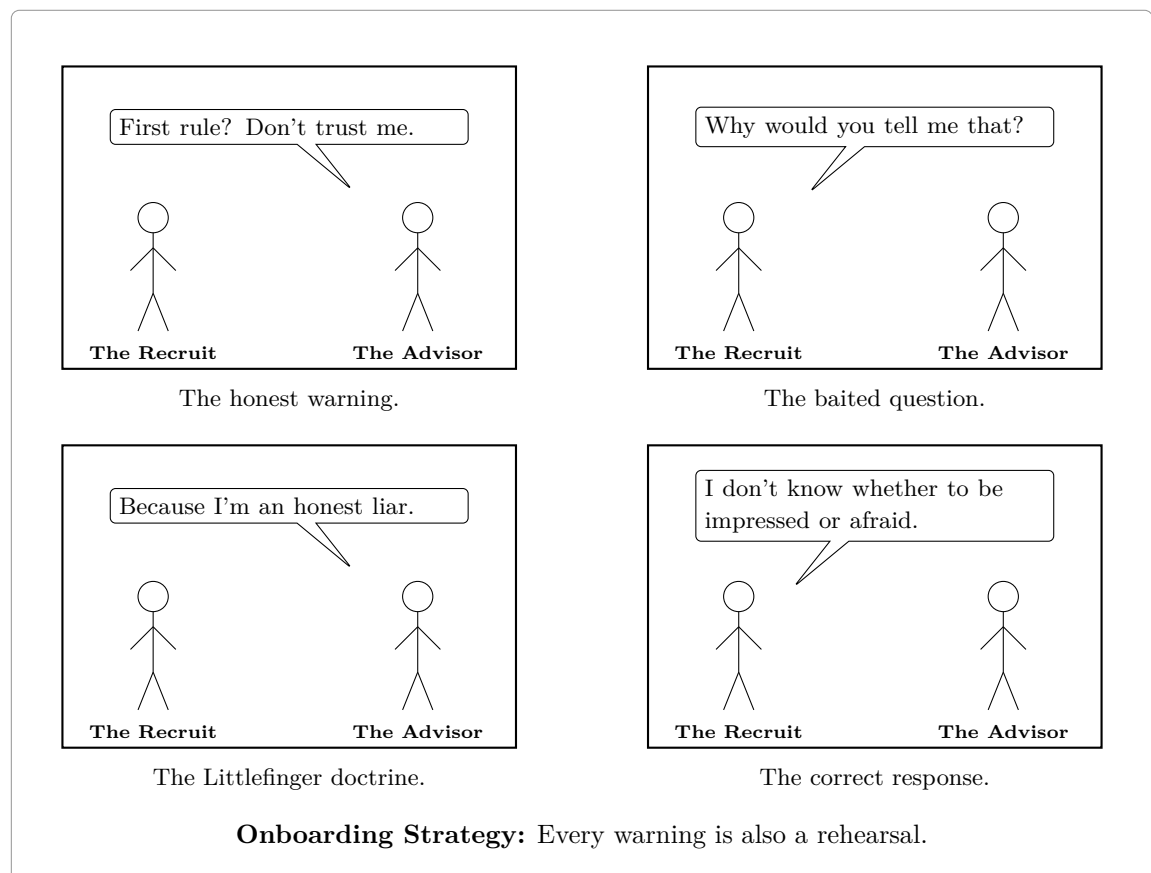 First rule? Don't trust me.
The Recruit
The Advisor
The honest warning.
Why would you tell me that?
The Recruit
The Advisor
The baited question.
Because I'm an honest liar.
The Recruit
The Advisor
The Littlefinger doctrine.
I don't know whether to be
impressed or afraid.
The Recruit
The Advisor
The correct response.
Onboarding Strategy: Every warning is also a rehearsal.